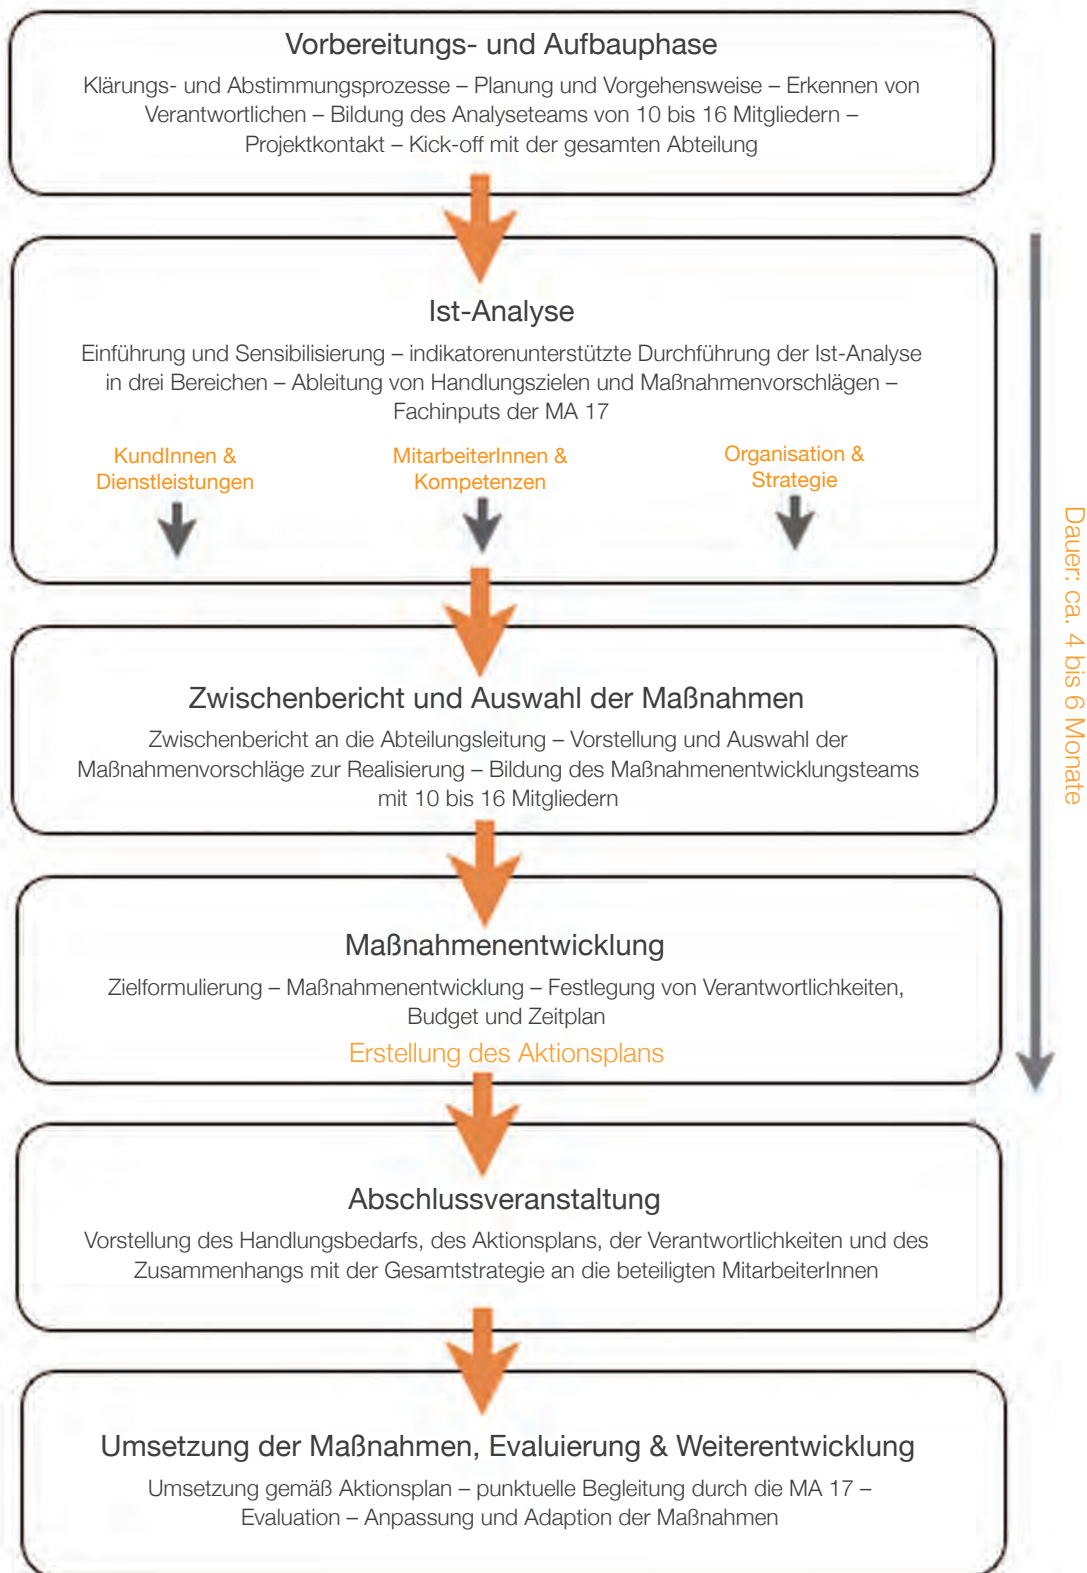 Vorbereitungs- und Aufbauphase
Klärungs- und Abstimmungsprozesse – Planung und Vorgehensweise – Erkennen von
Verantwortlichen – Bildung des Analyseteams von 10 bis 16 Mitgliedern –
Projektkontakt – Kick-off mit der gesamten Abteilung
Ist-Analyse
Einführung und Sensibilisierung – indikatorenunterstützte Durchführung der Ist-Analyse
in drei Bereichen – Ableitung von Handlungszielen und Maßnahmenvorschlägen –
Fachinputs der MA 17
KundInnen &
Dienstleistungen
MitarbeiterInnen &
Kompetenzen
Organisation &
Strategie
Dauer: ca. 4 bis 6 Monate
Zwischenbericht und Auswahl der Maßnahmen
Zwischenbericht an die Abteilungsleitung – Vorstellung und Auswahl der
Maßnahmenvorschläge zur Realisierung – Bildung des Maßnahmenentwicklungsteams
mit 10 bis 16 Mitgliedern
Maßnahmenentwicklung
Zielformulierung – Maßnahmenentwicklung – Festlegung von Verantwortlichkeiten,
Budget und Zeitplan
Erstellung des Aktionsplans
Abschlussveranstaltung
Vorstellung des Handlungsbedarfs, des Aktionsplans, der Verantwortlichkeiten und des
Zusammenhangs mit der Gesamtstrategie an die beteiligten MitarbeiterInnen
Umsetzung der Maßnahmen, Evaluierung & Weiterentwicklung
Umsetzung gemäß Aktionsplan – punktuelle Begleitung durch die MA 17 –
Evaluation – Anpassung und Adaption der Maßnahmen